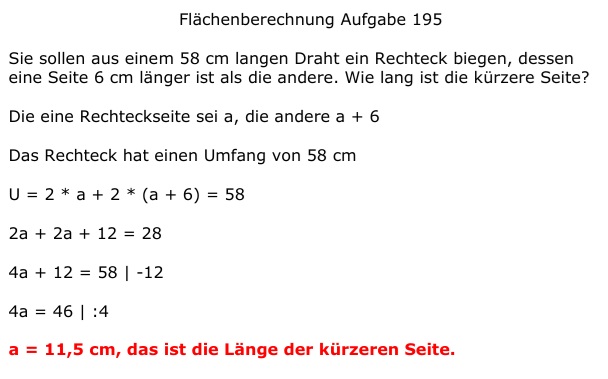 Flächenberechnung Aufgabe 195
Sie sollen aus einem 58 cm langen Draht ein Rechteck biegen, dessen
eine Seite 6 cm länger ist als die andere. Wie lang ist die kürzere Seite?
Die eine Rechteckseite sei a, die andere a + 6
Das Rechteck hat einen Umfang von 58 cm
U = 2 * a + 2 * (a + 6) = 58
2a + 2a + 12 = 28
4a + 12 = 58 | -12
4a = 46 | :4
a = 11,5 cm, das ist die Länge der kürzeren Seite.